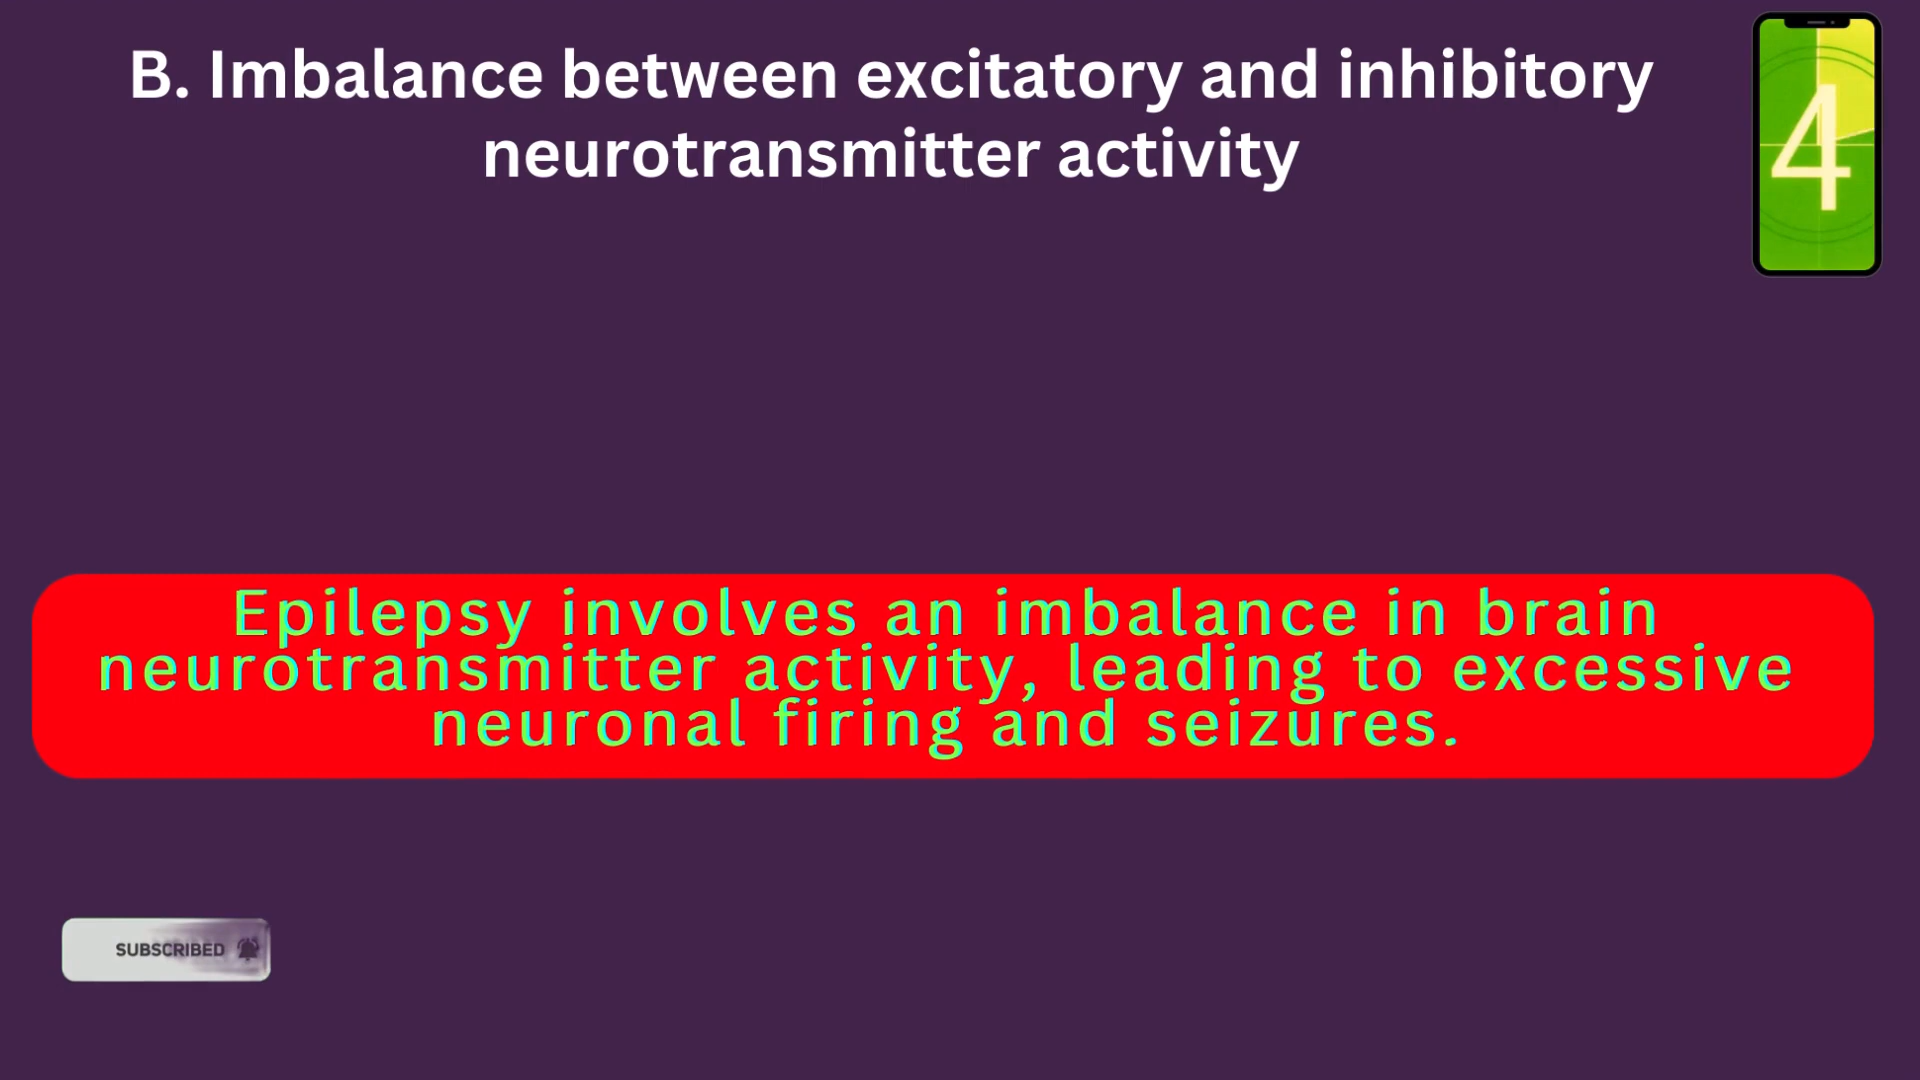 B. Imbalance between excitatory and inhibitory
neurotransmitter activity
4
Epilepsy involves an imbalance in brain
neurotransmitter activity, leading to excessive
neuronal firing and seizures.
SUBSCRIBED